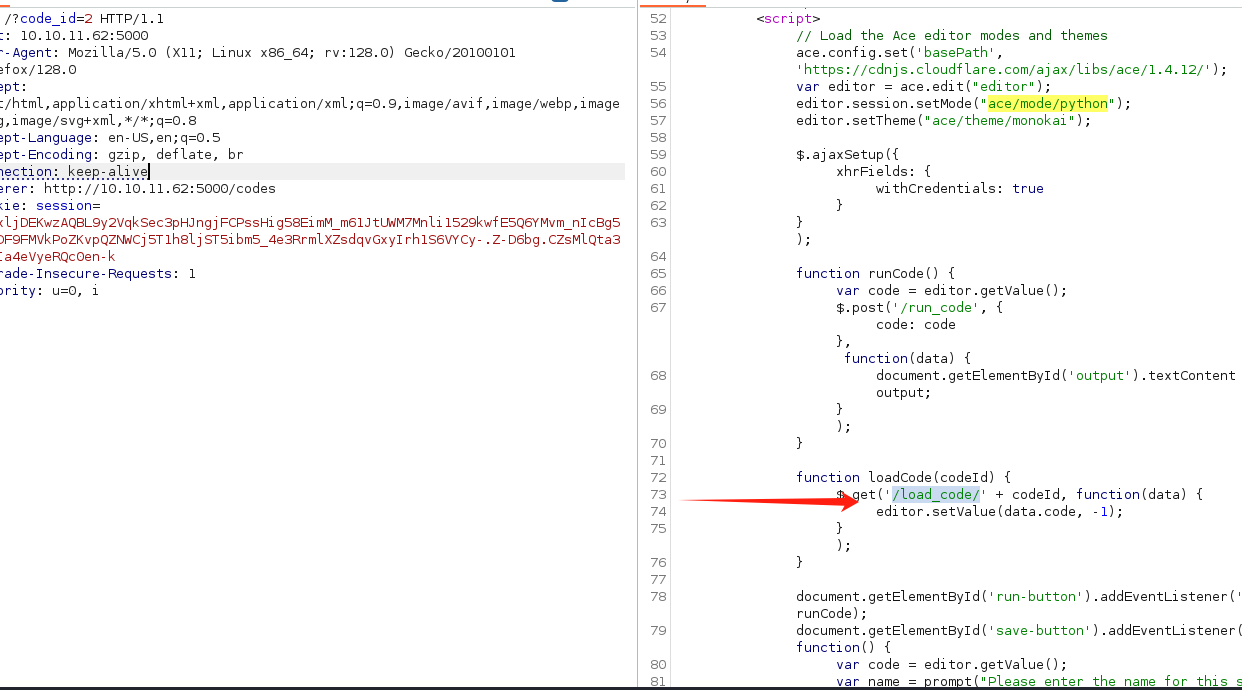 /?code_id=2 HTTP/1.1
t: 10.10.11.62:5000
r-Agent: Mozilla/5.0 (X11; Linux x86_64; rv:128.0) Gecko/20100101
efox/128.0
ept:
t/html,application/xhtml+xml,application/xml;q=0.9,image/avif,image/webp,image
g,image/svg+xml,*/*;q=0.8
ept-Language: en-US,en;q=0.5
ept-Encoding: gzip, deflate, br
nection: keep-alive
erer: http://10.10.11.62:5000/codes
kie: session=
xljDEKwzAQBL9y2VqkSec3pHJngjFCPssHig58EimM_m61JtUWM7Mnli1529kwfE5Q6YMvm_nIcBg5
DF9FMVkPoZKvpQZNWCj5T1h8ljST5ibm5_4e3RrmlXZsdqvGxyIrh1S6VYCy-.Z-D6bg.CZsMlQta3
Ia4eVyeRQc0en-k
rade-Insecure-Requests: 1
ority: u=0, i
52 <script>
53 // Load the Ace editor modes and themes
54 ace.config.set('basePath',
'https://cdnjs.cloudflare.com/ajax/libs/ace/1.4.12/');
55 var editor = ace.edit("editor");
56 editor.session.setMode("ace/mode/python");
57 editor.setTheme("ace/theme/monokai");
58
59 $.ajaxSetup({
60 xhrFields: {
61 withCredentials: true
62 }
63 }
);
64
65 function runCode() {
66 var code = editor.getValue();
67 $.post('/run_code', {
code: code
},
function(data) {
68 document.getElementById('output').textContent
output;
69 }
);
70 }
71
72 function loadCode(codeId) {
73 $.get('/load_code/' + codeId, function(data) {
74 editor.setValue(data.code, -1);
75 }
);
76 }
77
78 document.getElementById('run-button').addEventListener('
runCode);
79 document.getElementById('save-button').addEventListener(
function() {
80 var code = editor.getValue();
81 var name = prompt("Please enter the name for this s